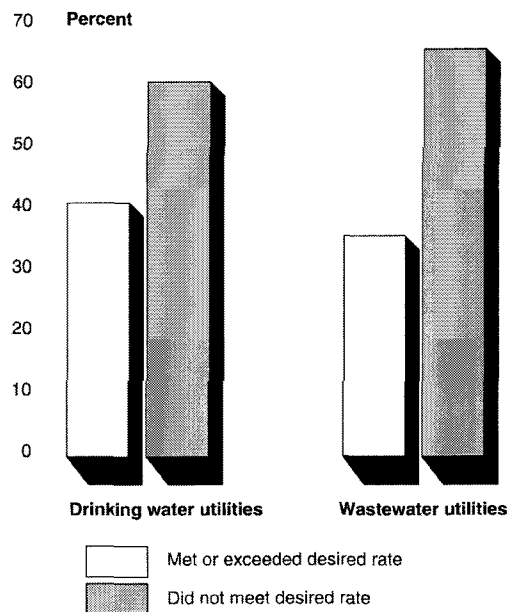 70 Percent
60
50
40
30
20
10
0
Drinking water utilities Wastewater utilities
Met or exceeded desired rate
Did not meet desired rate